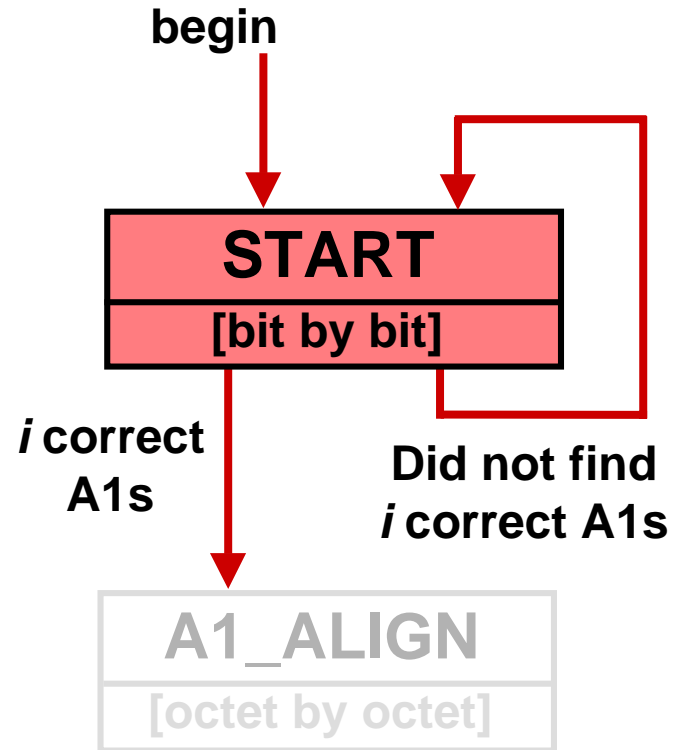 begin
START
[bit by bit]
i correct
A1s
Did not find
i correct A1s
A1_ALIGN
[octet by octet]